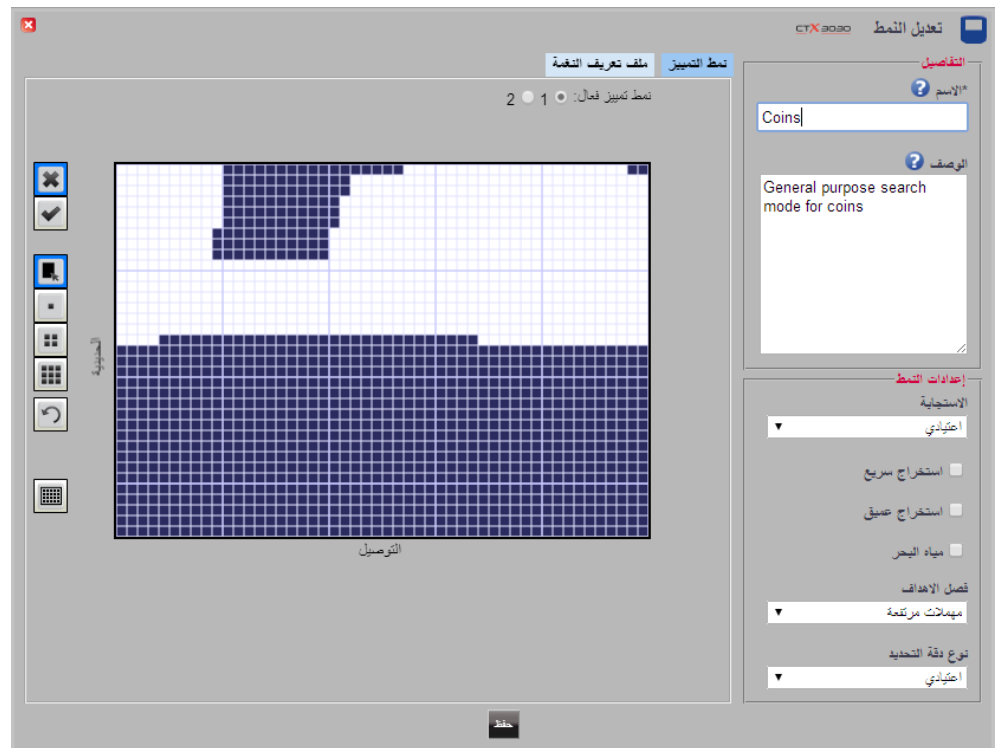 تعديل النمط CTX 3030
التفاصيل
*الاسم
Coins
الوصف
General purpose search
mode for coins
إعدادات النمط
الاستجابة
اعتيادي
استخراج سريع
استخراج عميق
مياه البحر
فصل الاهداف
مهملات مرتفعة
نوع دقة التحديد
اعتيادي
نمط التمييز
ملف تعريف النغمة
نمط تمييز فعال: 1 2
الحديدية
التوصيل
حفظ